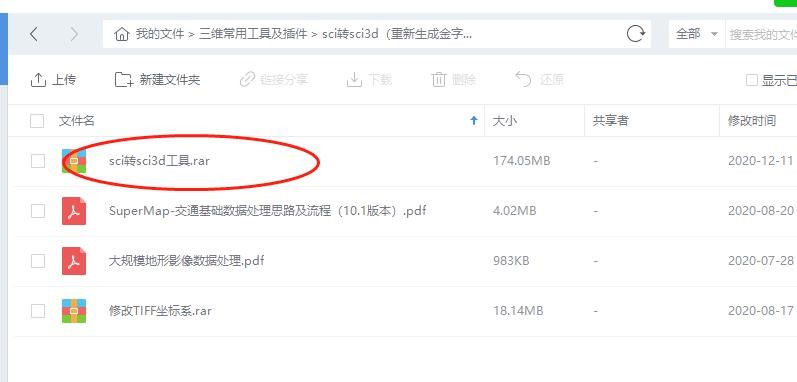 我的文件 > 三维常用工具及插件 > sci转sci3d（重新生成金字...
全部
搜索我的文件
上传 新建文件夹 链接分享 下载 删除 还原 显示已
文件名 大小 共享者 修改时间
sci转sci3d工具.rar 174.05MB - 2020-12-11
SuperMap-交通基础数据处理思路及流程（10.1版本）.pdf 4.02MB - 2020-08-20
大规模地形影像数据处理.pdf 983KB - 2020-07-28
修改TIFF坐标系.rar 18.14MB - 2020-08-17